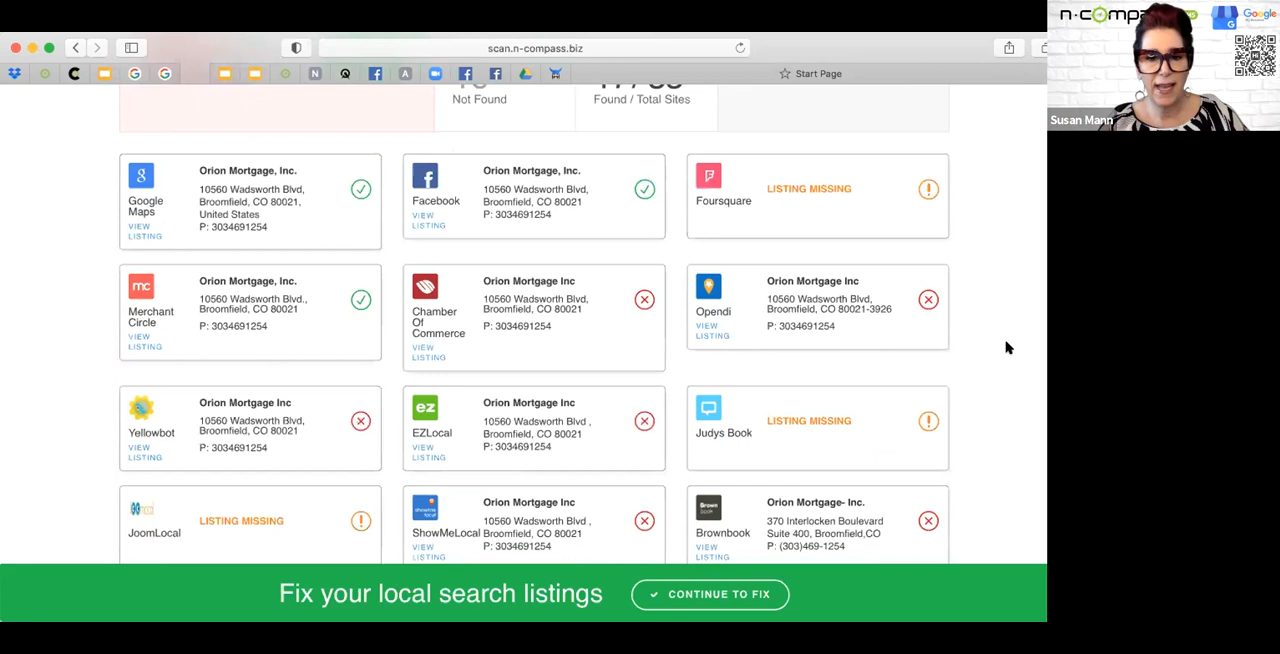 n·compass
Google
scan.n-compass.biz
Start Page
Susan Mann
Not Found
Found / Total Sites
Google
Maps
VIEW
LISTING
Orion Mortgage, Inc.
10560 Wadsworth Blvd,
Broomfield, CO 80021,
United States
P: 3034691254
Facebook
VIEW
LISTING
Orion Mortgage, Inc.
10560 Wadsworth Blvd,
Broomfield, CO 80021
P: 3034691254
Foursquare
LISTING MISSING
mc
Merchant
Circle
VIEW
LISTING
Orion Mortgage, Inc.
10560 Wadsworth Blvd.,
Broomfield, CO 80021
P: 3034691254
Chamber
Of
Commerce
VIEW
LISTING
Orion Mortgage Inc
10560 Wadsworth Blvd,
Broomfield, CO 80021
P: 3034691254
Opendi
VIEW
LISTING
Orion Mortgage Inc
10560 Wadsworth Blvd,
Broomfield, CO 80021-3926
P: 3034691254
Yellowbot
VIEW
LISTING
Orion Mortgage Inc
10560 Wadsworth Blvd,
Broomfield, CO 80021
P: 3034691254
ez
EZLocal
VIEW
LISTING
Orion Mortgage Inc
10560 Wadsworth Blvd ,
Broomfield, CO 80021
P: 3034691254
Judys Book
LISTING MISSING
JoomLocal
LISTING MISSING
ShowMeLocal
VIEW
LISTING
Orion Mortgage Inc
10560 Wadsworth Blvd ,
Broomfield, CO 80021
P: 3034691254
Brown
book
Brownbook
VIEW
LISTING
Orion Mortgage- Inc.
370 Interlocken Boulevard
Suite 400, Broomfield,CO
P: (303)469-1254
Fix your local search listings
CONTINUE TO FIX